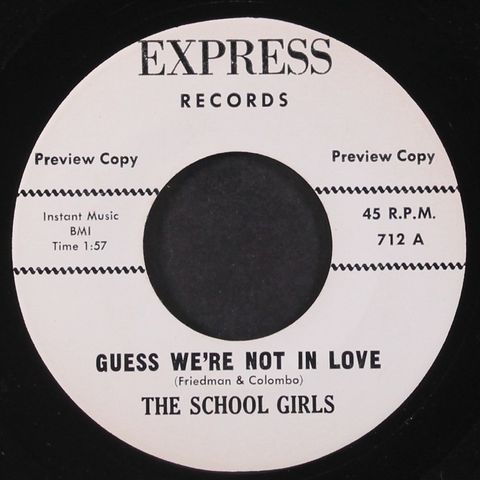 EXPRESS
RECORDS
Preview Copy
Preview Copy
Instant Music
BMI
Time 1:57
45 R.P.M.
712 A
GUESS WE'RE NOT IN LOVE
(Friedman & Colombo)
THE SCHOOL GIRLS